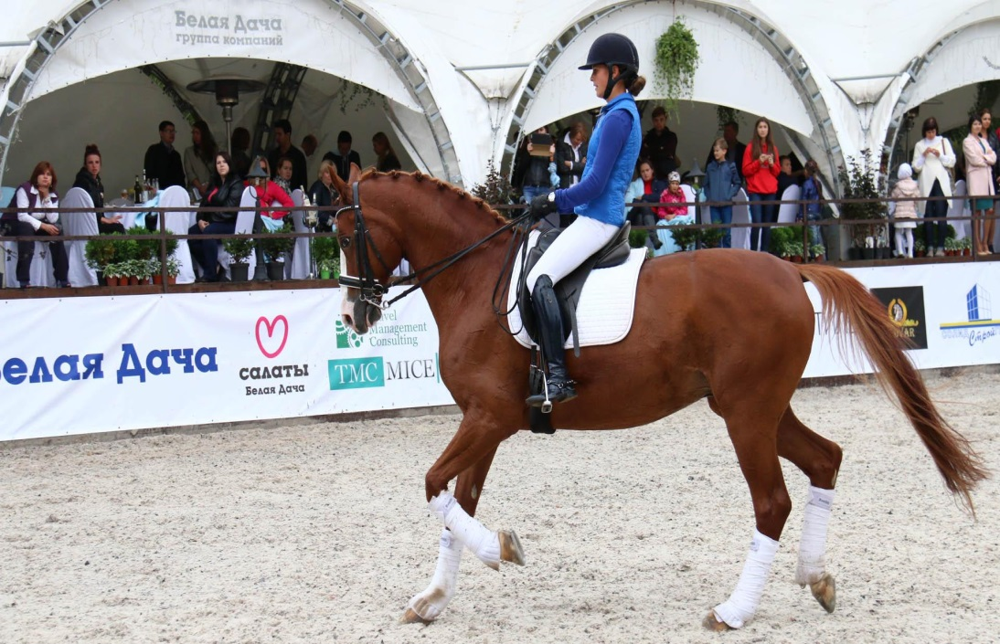 Белая Дача
группа компаний
Белая Дача
салаты
Белая Дача
Travel
Management
Consulting
TMC MICE